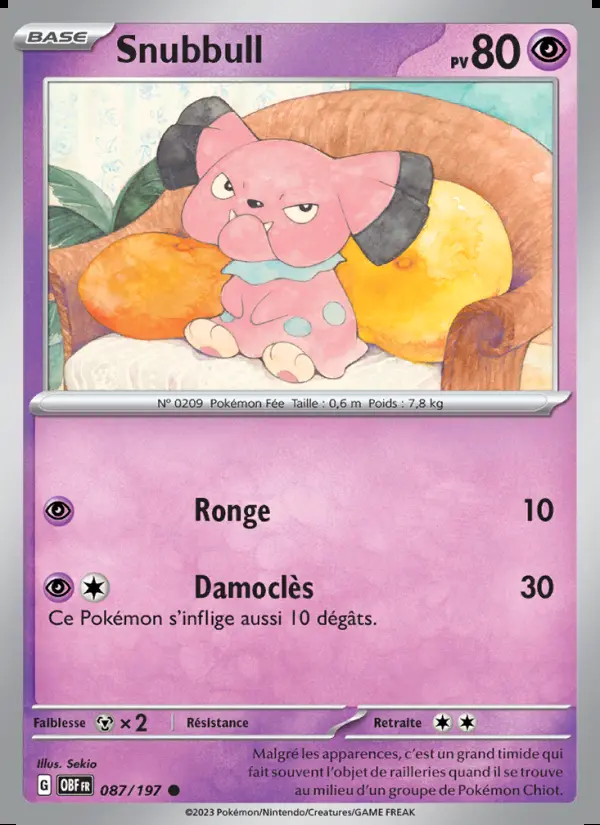 BASE Snubbull PV 80
N° 0209 Pokémon Fée Taille : 0,6 m Poids : 7,8 kg
Ronge 10
Damoclès 30
Ce Pokémon s’inflige aussi 10 dégâts.
Faiblesse ×2 Résistance Retraite
Illus. Sekio
Malgré les apparences, c’est un grand timide qui
fait souvent l’objet de railleries quand il se trouve
au milieu d’un groupe de Pokémon Chiot.
G OBF FR 087/197
©2023 Pokémon/Nintendo/Creatures/GAME FREAK